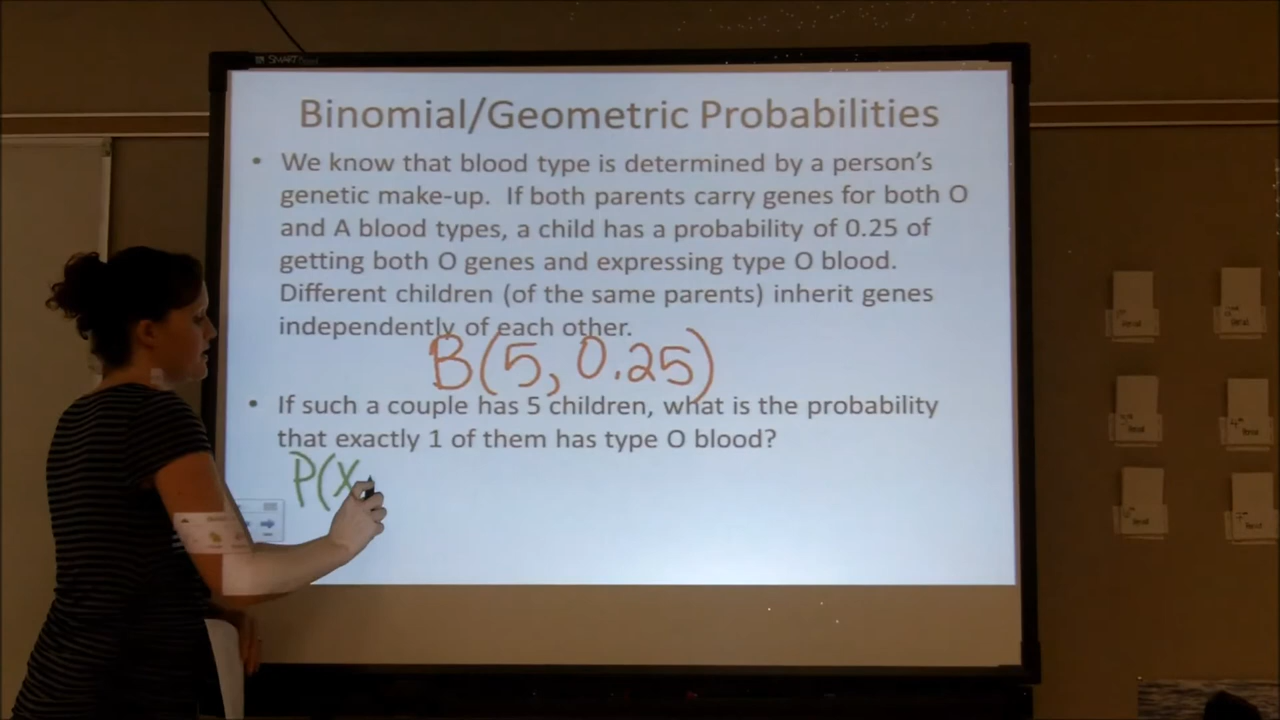 SMART
Binomial/Geometric Probabilities
• We know that blood type is determined by a person's
genetic make-up. If both parents carry genes for both O
and A blood types, a child has a probability of 0.25 of
getting both O genes and expressing type O blood.
Different children (of the same parents) inherit genes
independently of each other.
B(5, 0.25)
• If such a couple has 5 children, what is the probability
that exactly 1 of them has type O blood?
P(X